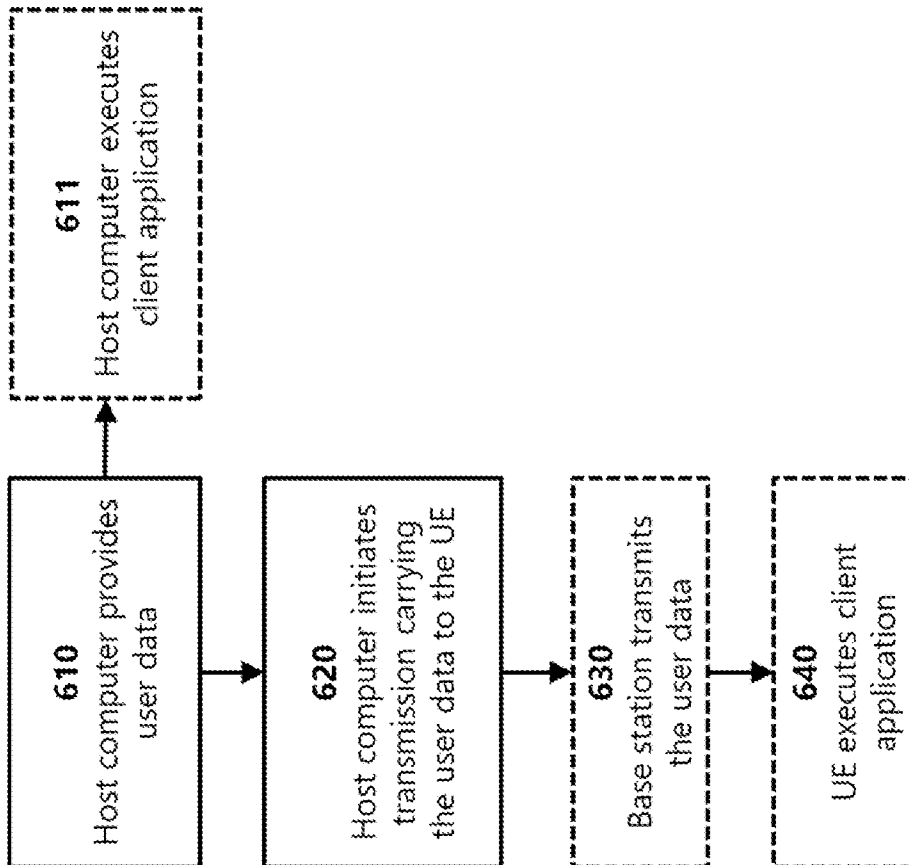 610
Host computer provides
user data
611
Host computer executes
client application
620
Host computer initiates
transmission carrying
the user data to the UE
630
Base station transmits
the user data
640
UE executes client
application